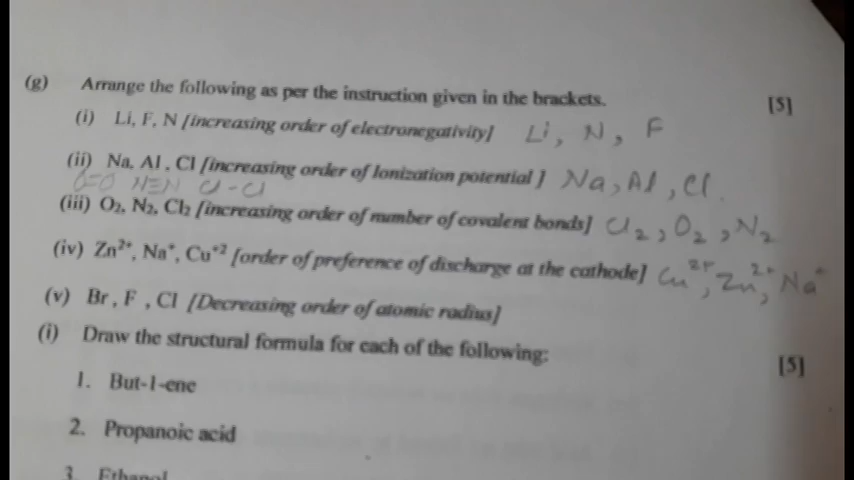 (g) Arrange the following as per the instruction given in the brackets. [5]
(i) Li, F, N [increasing order of electronegativity] Li, N, F
(ii) Na, Al , Cl [increasing order of Ionization potential ] Na, Al, Cl.
O=O N≡N Cl-Cl
(iii) O₂, N₂, Cl₂ [increasing order of number of covalent bonds] Cl₂, O₂, N₂
(iv) Zn²⁺, Na⁺, Cu⁺² [order of preference of discharge at the cathode] Cu²⁺, Zn²⁺, Na⁺
(v) Br , F , Cl [Decreasing order of atomic radius]
(i) Draw the structural formula for each of the following: [5]
1. But-1-ene
2. Propanoic acid
3. Ethanol